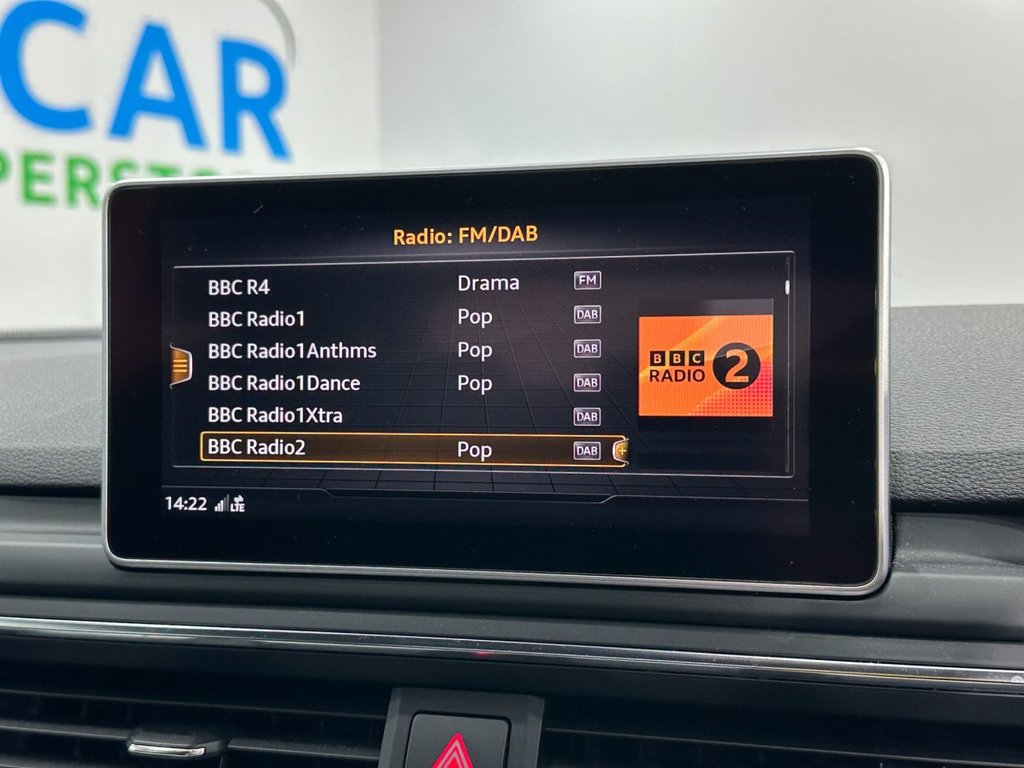 CAR
PERSTO
Radio: FM/DAB
BBC R4 Drama FM
BBC Radio1 Pop DAB
BBC Radio1Anthms Pop DAB
BBC Radio1Dance Pop DAB
BBC Radio1Xtra DAB
BBC Radio2 Pop DAB
BBC
RADIO 2
14:22 LTE